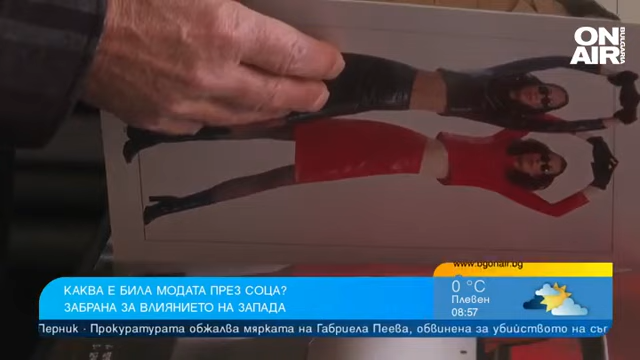 ON
AIR
BULGARIA
www.bgonair.bg
КАКВА Е БИЛА МОДАТА ПРЕЗ СОЦА?
ЗАБРАНА ЗА ВЛИЯНИЕТО НА ЗАПАДА
0 °C
Плевен
08:57
Перник · Прокуратурата обжалва мярката на Габриела Пеева, обвинена за убийството на съг